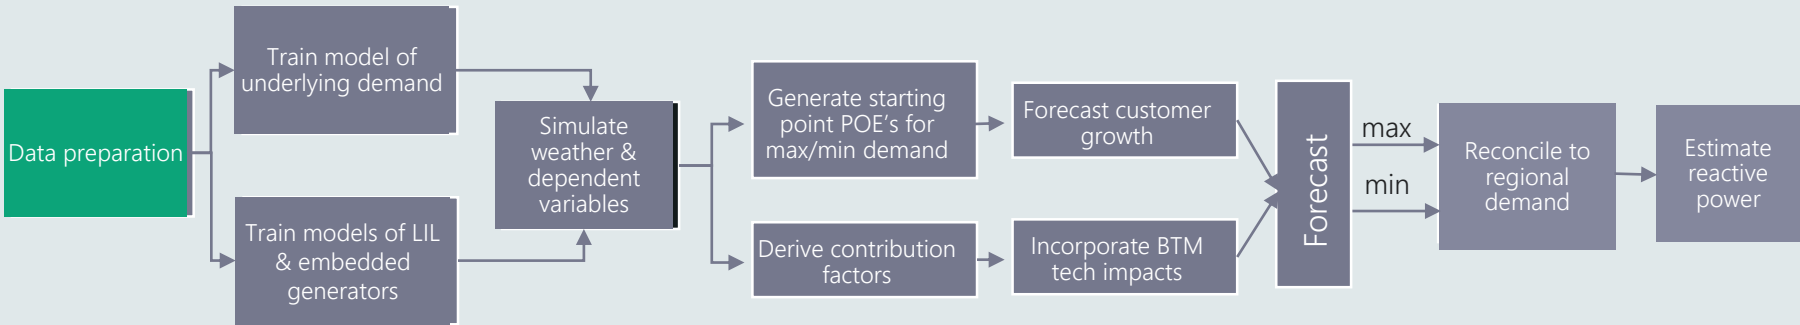 Data preparation
Train model of
underlying demand
Train models of LIL
& embedded
generators
Simulate
weather &
dependent
variables
Generate starting
point POE's for
max/min demand
Derive contribution
factors
Forecast customer
growth
Incorporate BTM
tech impacts
Forecast
max
min
Reconcile to
regional
demand
Estimate
reactive
power